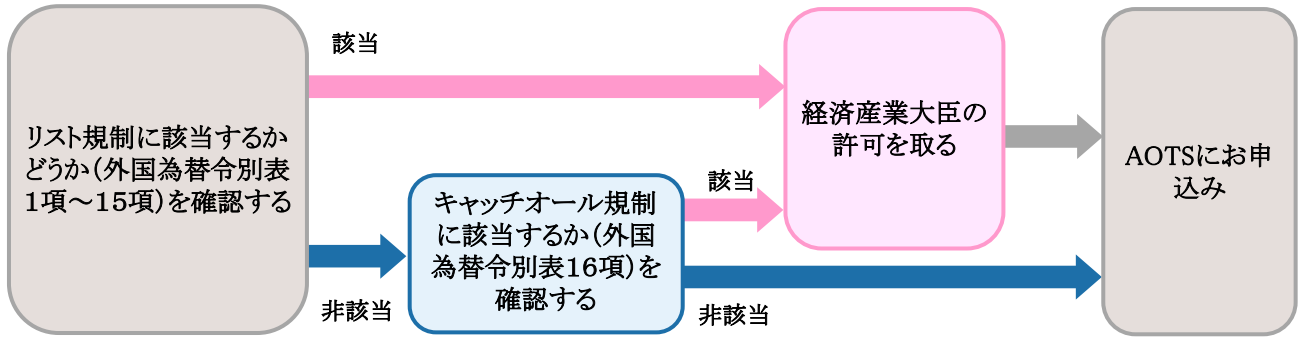 リスト規制に該当するか
どうか（外国為替令別表
1項～15項）を確認する
該当
非該当
キャッチオール規制
に該当するか（外国
為替令別表16項）を
確認する
該当
非該当
経済産業大臣の
許可を取る
AOTSにお申
込み